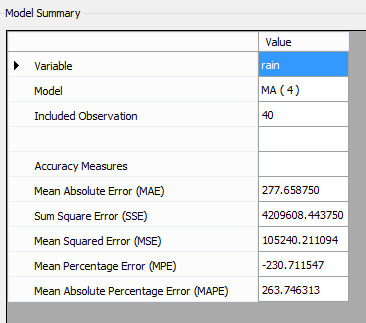 Model Summary
Value
Variable rain
Model MA ( 4 )
Included Observation 40
Accuracy Measures
Mean Absolute Error (MAE) 277.658750
Sum Square Error (SSE) 4209608.443750
Mean Squared Error (MSE) 105240.211094
Mean Percentage Error (MPE) -230.711547
Mean Absolute Percentage Error (MAPE) 263.746313